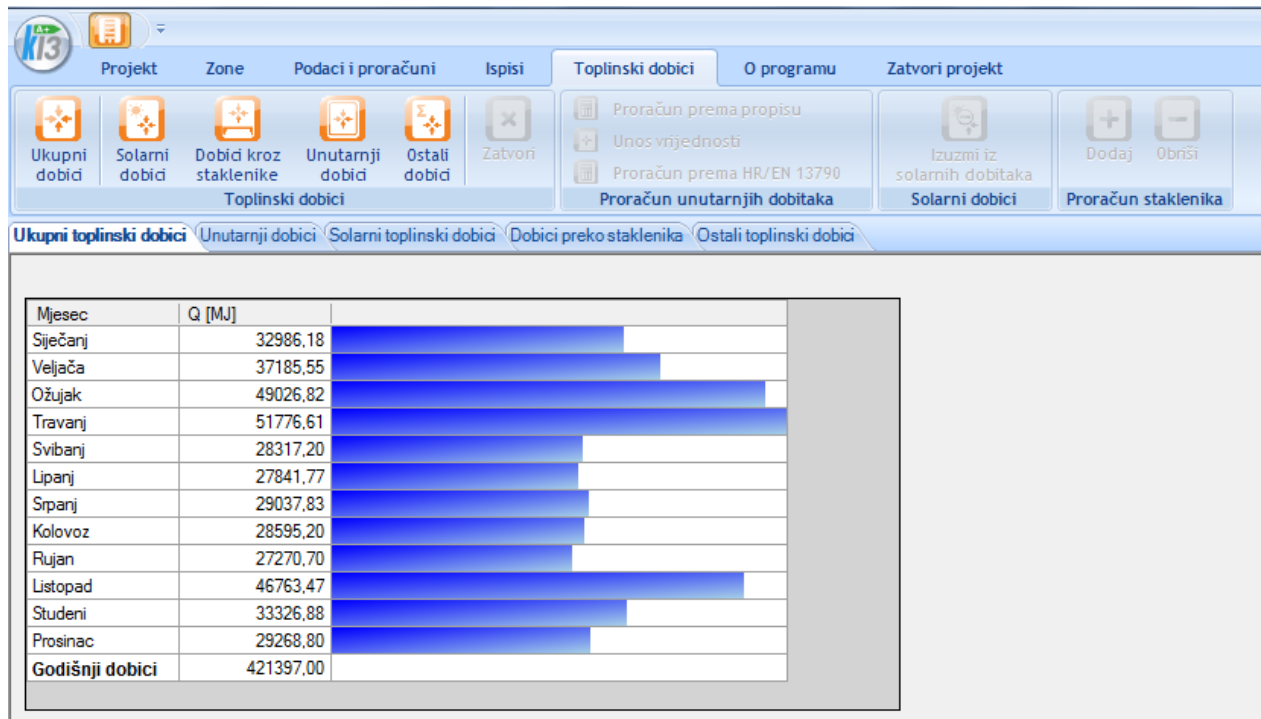 A+
ki3
Projekt Zone Podaci i proračuni Ispisi Toplinski dobici O programu Zatvori projekt
Ukupni dobici Solarni dobici Dobici kroz staklenike Unutarnji dobici Ostali dobici Zatvori
Proračun prema propisu
Unos vrijednosti
Proračun prema HR/EN 13790
Izuzmi iz solarnih dobitaka
Dodaj Obriši
Toplinski dobici Proračun unutarnjih dobitaka Solarni dobici Proračun staklenika
Ukupni toplinski dobici Unutarnji dobici Solarni toplinski dobici Dobici preko staklenika Ostali toplinski dobici
Mjesec Q [MJ]
Siječanj 32986,18
Veljača 37185,55
Ožujak 49026,82
Travanj 51776,61
Svibanj 28317,20
Lipanj 27841,77
Srpanj 29037,83
Kolovoz 28595,20
Rujan 27270,70
Listopad 46763,47
Studeni 33326,88
Prosinac 29268,80
Godišnji dobici 421397,00